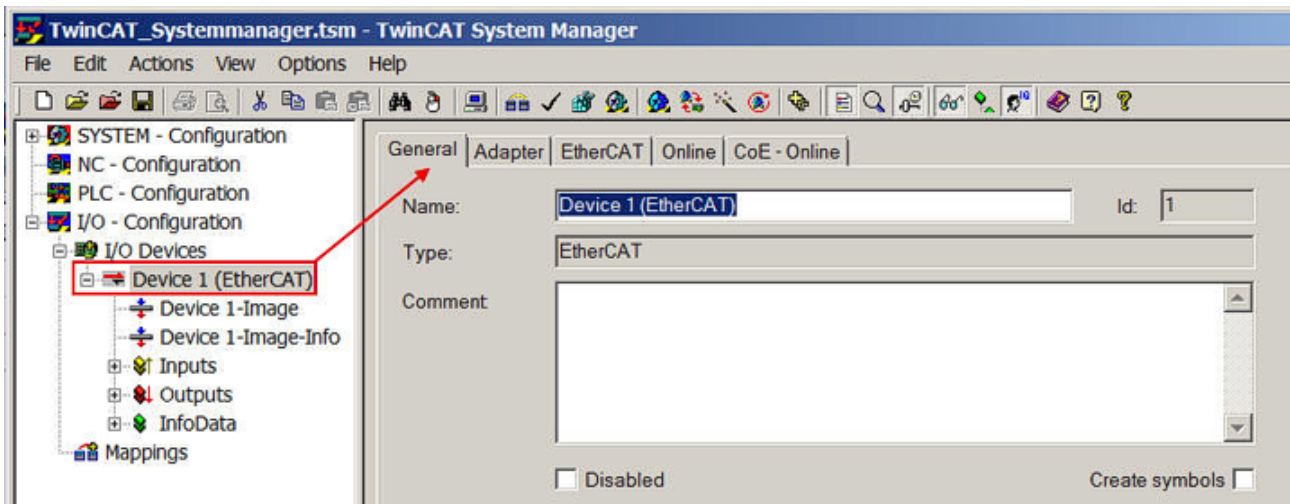 TwinCAT_Systemmanager.tsm - TwinCAT System Manager
File Edit Actions View Options Help
SYSTEM - Configuration
NC - Configuration
PLC - Configuration
I/O - Configuration
I/O Devices
Device 1 (EtherCAT)
Device 1-Image
Device 1-Image-Info
Inputs
Outputs
InfoData
Mappings
General Adapter EtherCAT Online CoE - Online
Name: Device 1 (EtherCAT) Id: 1
Type: EtherCAT
Comment
Disabled Create symbols